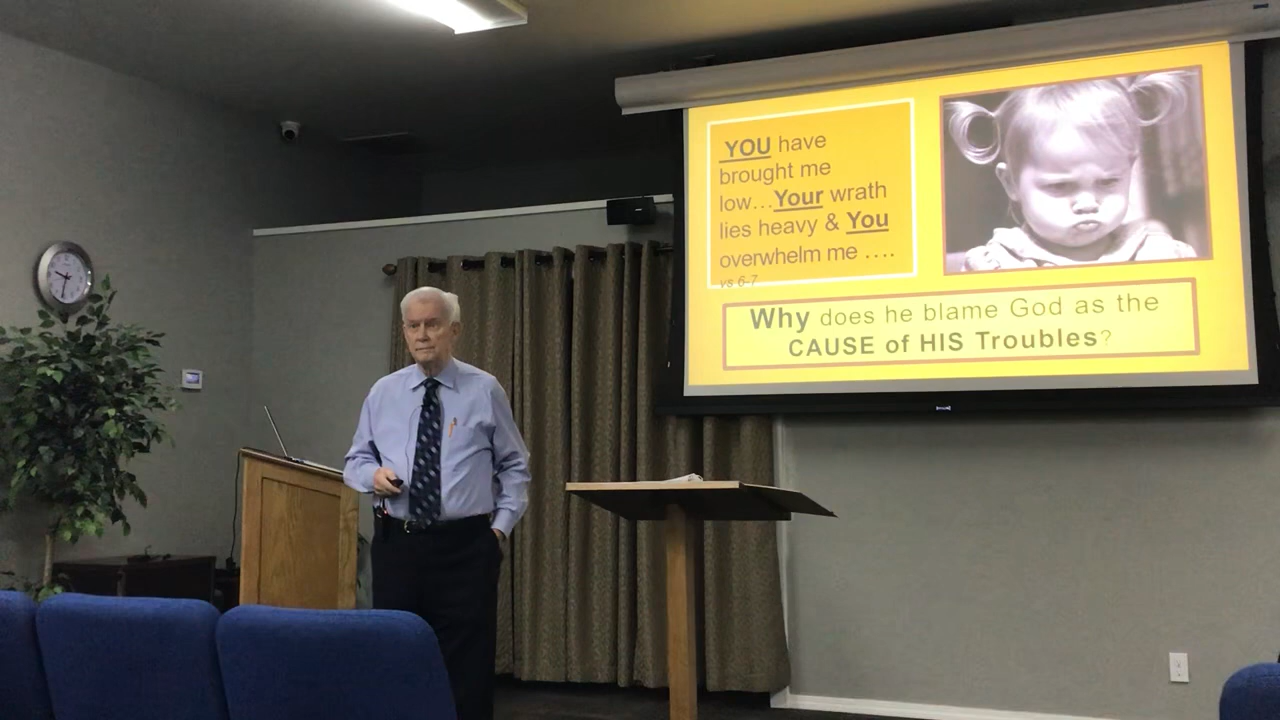 YOU have
brought me
low...Your wrath
lies heavy & You
overwhelm me ....
vs 6-7
Why does he blame God as the
CAUSE of HIS Troubles?